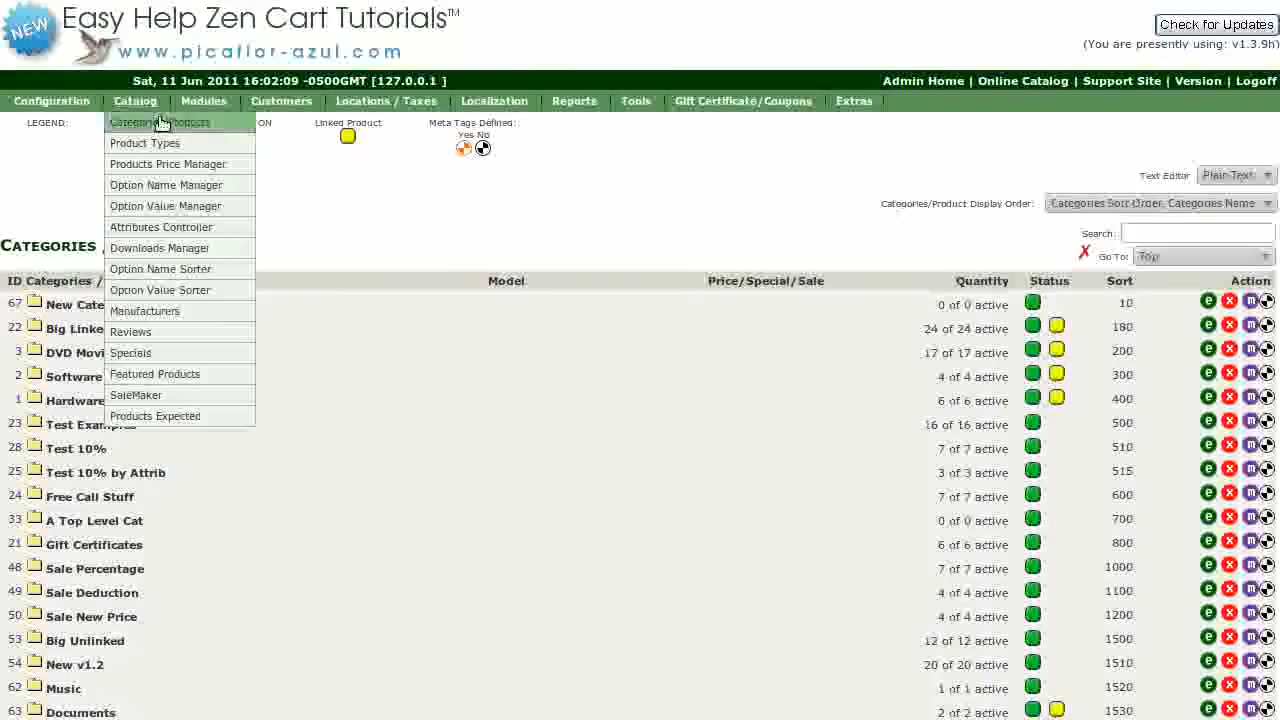 NEW
Easy Help Zen Cart Tutorials™
www.picaflor-azul.com
Check for Updates
(You are presently using: v1.3.9h)
Sat, 11 Jun 2011 16:02:09 -0500GMT [127.0.0.1 ]
Admin Home | Online Catalog | Support Site | Version | Logoff
Configuration Catalog Modules Customers Locations / Taxes Localization Reports Tools Gift Certificate/Coupons Extras
LEGEND: ON Linked Product Meta Tags Defined:
Yes No
Product Types
Products Price Manager
Option Name Manager
Option Value Manager
Attributes Controller
Downloads Manager
Option Name Sorter
Option Value Sorter
Manufacturers
Reviews
Specials
Featured Products
SaleMaker
Products Expected
Text Editor Plain Text
Categories/Product Display Order: Categories Sort Order, Categories Name
Search:
Go To: Top
CATEGORIES
ID Categories / Model Price/Special/Sale Quantity Status Sort Action
67 New Cate 0 of 0 active 10 e x m
22 Big Linke 24 of 24 active 180 e x m
3 DVD Movi 17 of 17 active 200 e x m
2 Software 4 of 4 active 300 e x m
1 Hardware 6 of 6 active 400 e x m
23 Test 16 of 16 active 500 e x m
28 Test 10% 7 of 7 active 510 e x m
25 Test 10% by Attrib 3 of 3 active 515 e x m
24 Free Call Stuff 7 of 7 active 600 e x m
33 A Top Level Cat 0 of 0 active 700 e x m
21 Gift Certificates 6 of 6 active 800 e x m
48 Sale Percentage 7 of 7 active 1000 e x m
49 Sale Deduction 4 of 4 active 1100 e x m
50 Sale New Price 4 of 4 active 1200 e x m
53 Big Unlinked 12 of 12 active 1500 e x m
54 New v1.2 20 of 20 active 1510 e x m
62 Music 1 of 1 active 1520 e x m
63 Documents 2 of 2 active 1530 e x m